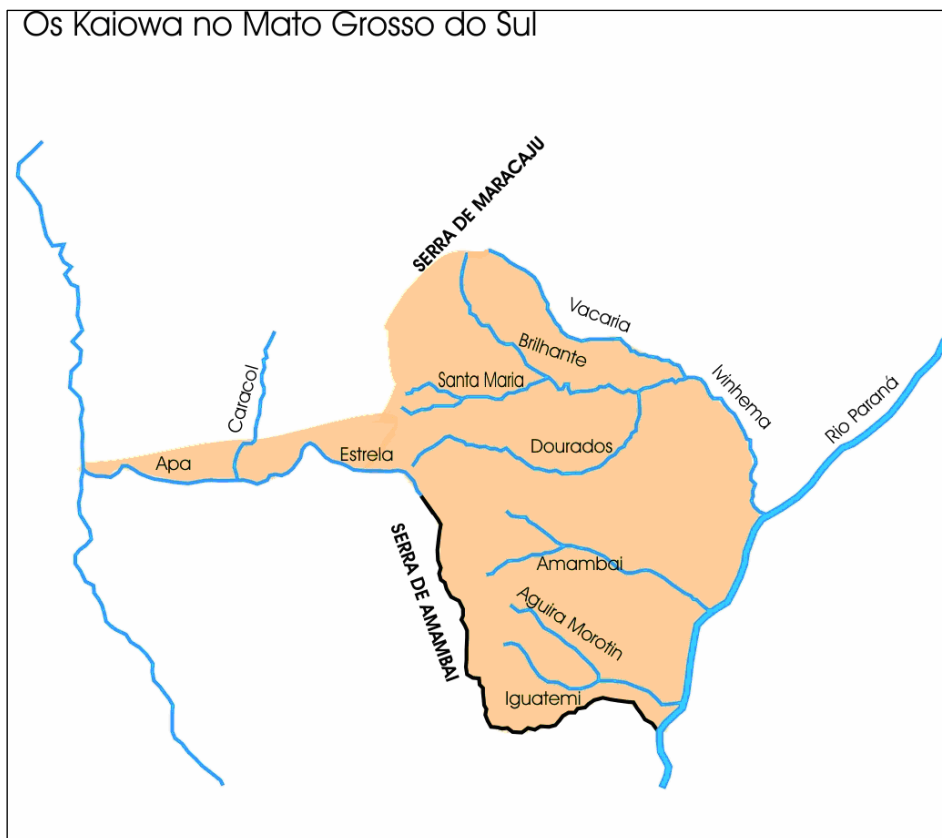 Os Kaiowa no Mato Grosso do Sul
SERRA DE MARACAJU
Vacaria
Brilhante
Ivinhema
Rio Paraná
Caracol
Santa Maria
Apa
Estrela
Dourados
SERRA DE AMAMBAI
Amambai
Aguira Morotin
Iguatemi